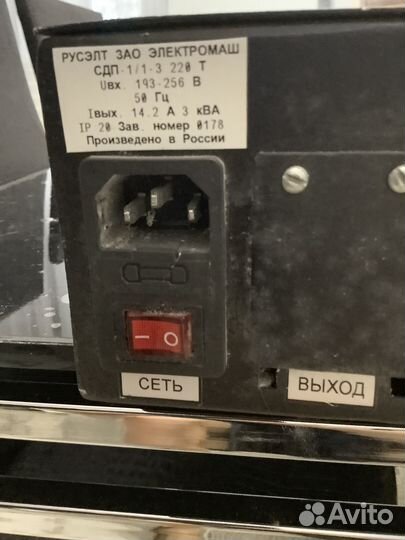 РУСЭЛТ ЗАО ЭЛЕКТРОМАШ
СДП-1/1-3 220 Т
Uвх. 193-256 В
50 Гц
Iвых. 14.2 А 3 кВА
IP 20 Зав. номер 0178
Произведено в России
I O
СЕТЬ
ВЫХОД
Avito